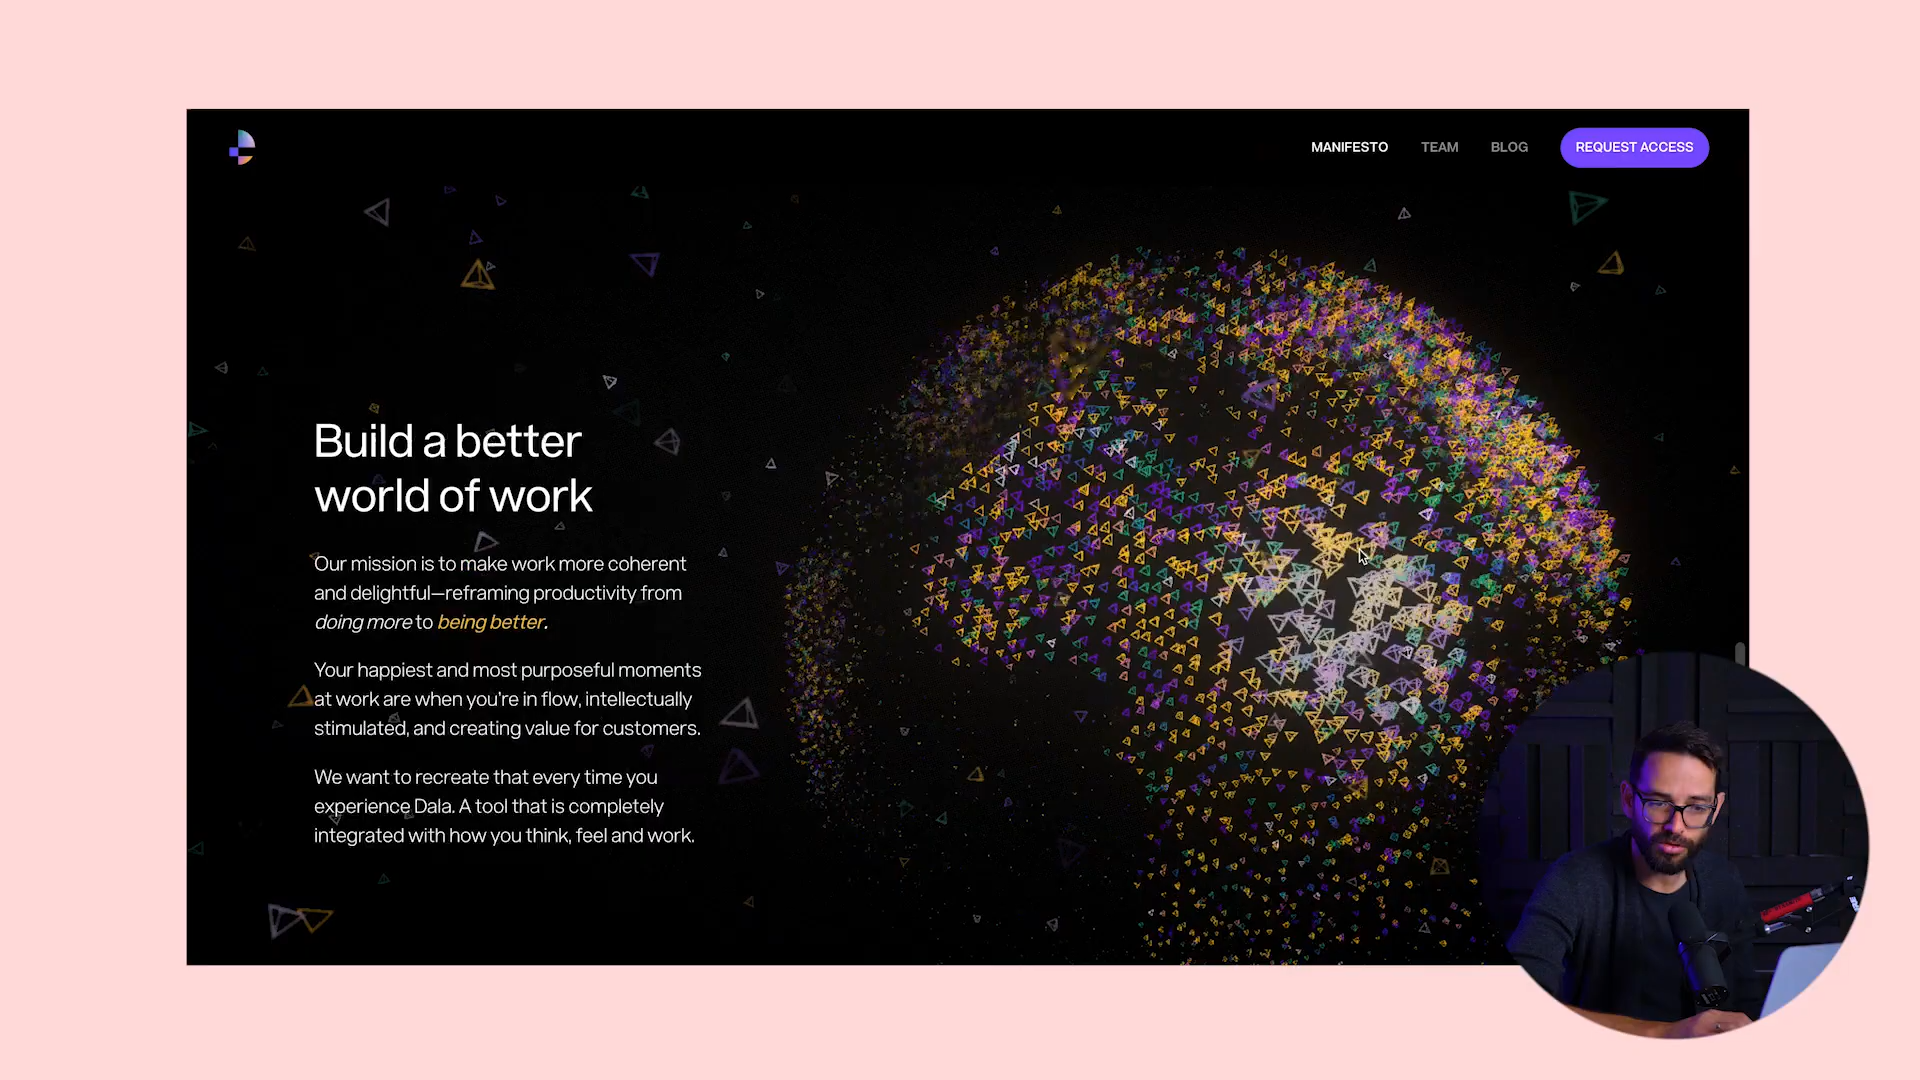 MANIFESTO TEAM BLOG REQUEST ACCESS
Build a better
world of work
Our mission is to make work more coherent
and delightful—reframing productivity from
doing more to being better.
Your happiest and most purposeful moments
at work are when you're in flow, intellectually
stimulated, and creating value for customers.
We want to recreate that every time you
experience Dala. A tool that is completely
integrated with how you think, feel and work.